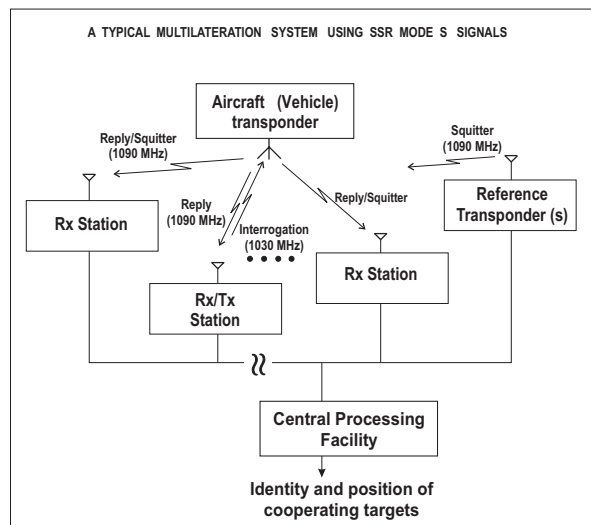 A TYPICAL MULTILATERATION SYSTEM USING SSR MODE S SIGNALS
Aircraft (Vehicle)
transponder
Reply/Squitter
(1090 MHz)
Squitter
(1090 MHz)
Reply
(1090 MHz)
Interrogation
(1030 MHz)
Reply/Squitter
Rx Station
Reference
Transponder (s)
Rx Station
Rx/Tx
Station
Central Processing
Facility
Identity and position of
cooperating targets